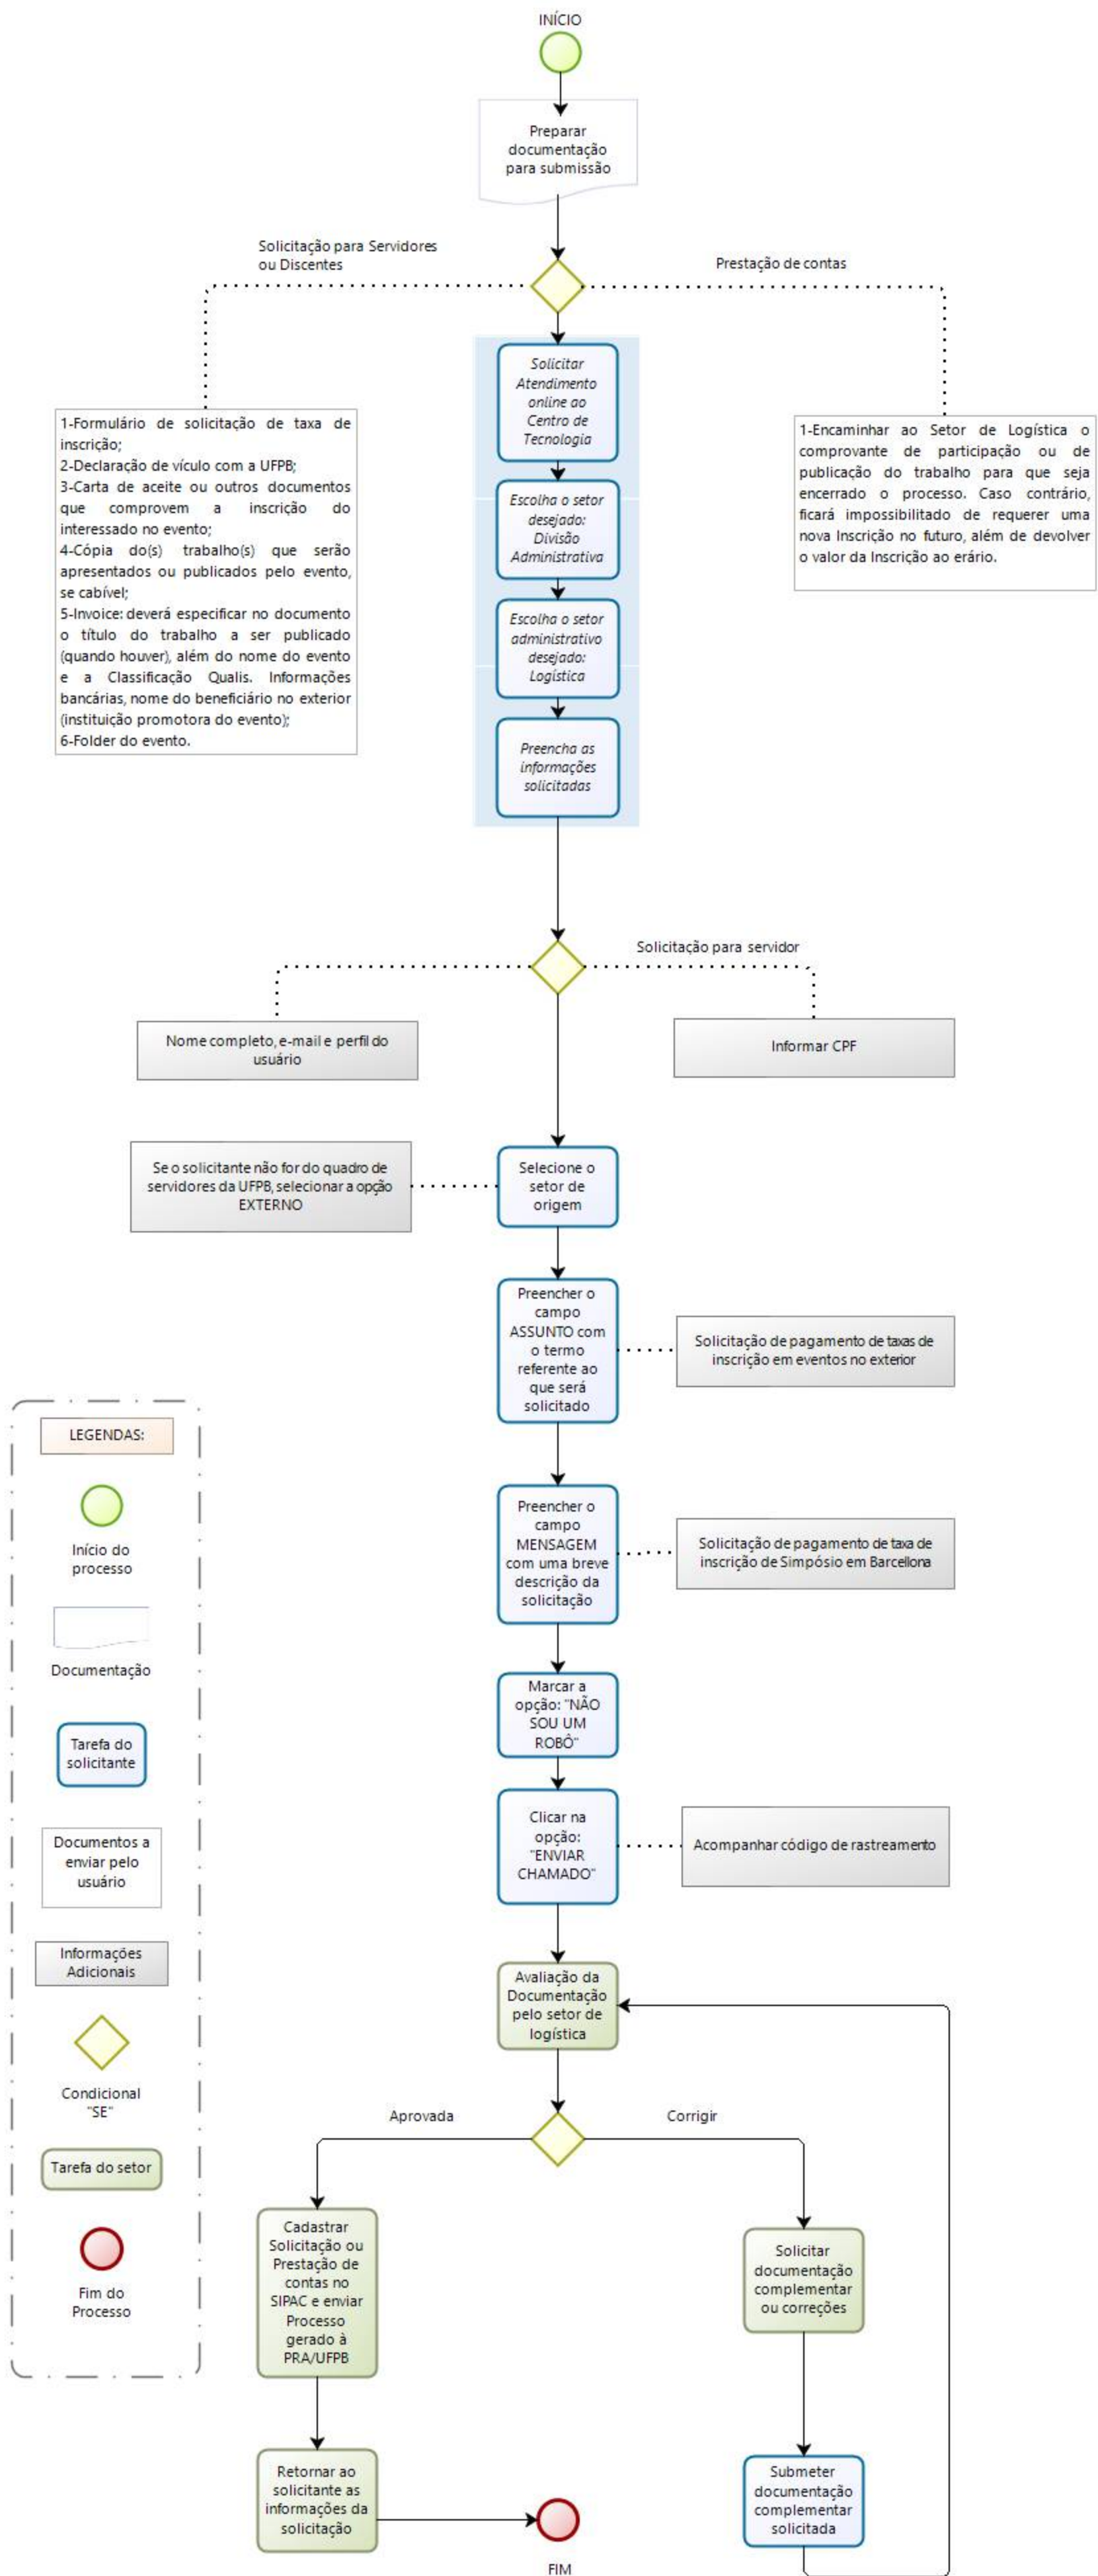 INÍCIO
Preparar
documentação
para submissão
Solicitação para Servidores
ou Discentes
Prestação de contas
Solicitar
Atendimento
online ao
Centro de
Tecnologia
1-Formulário de solicitação de taxa de
inscrição;
2-Declaração de vículo com a UFPB;
3-Carta de aceite ou outros documentos
que comprovem a inscrição do
interessado no evento;
4-Cópia do(s) trabalho(s) que serão
apresentados ou publicados pelo evento,
se cabível;
5-Invoice: deverá especificar no documento
o título do trabalho a ser publicado
(quando houver), além do nome do evento
e a Classificação Qualis. Informações
bancárias, nome do beneficiário no exterior
(instituição promotora do evento);
6-Folder do evento.
1-Encaminhar ao Setor de Logística o
comprovante de participação ou de
publicação do trabalho para que seja
encerrado o processo. Caso contrário,
ficará impossibilitado de requerer uma
nova Inscrição no futuro, além de devolver
o valor da Inscrição ao erário.
Escolha o setor
desejado:
Divisão
Administrativa
Escolha o setor
administrativo
desejado:
Logística
Preencha as
informações
solicitadas
Solicitação para servidor
Nome completo, e-mail e perfil do
usuário
Informar CPF
Se o solicitante não for do quadro de
servidores da UFPB, selecionar a opção
EXTERNO
Selecione o
setor de
origem
Preencher o
campo
ASSUNTO com
o termo
referente ao
que será
solicitado
Solicitação de pagamento de taxas de
inscrição em eventos no exterior
Preencher o
campo
MENSAGEM
com uma breve
descrição da
solicitação
Solicitação de pagamento de taxa de
inscrição de Simpósio em Barcellona
Marcar a
opção: "NÃO
SOU UM
ROBÔ"
Clicar na
opção:
"ENVIAR
CHAMADO"
Acompanhar código de rastreamento
Avaliação da
Documentação
pelo setor de
logística
Aprovada
Corrigir
Cadastrar
Solicitação ou
Prestação de
contas no
SIPAC e enviar
Processo
gerado à
PRA/UFPB
Solicitar
documentação
complementar
ou correções
Retornar ao
solicitante as
informações da
solicitação
Submeter
documentação
complementar
solicitada
FIM
LEGENDAS:
Início do
processo
Documentação
Tarefa do
solicitante
Documentos a
enviar pelo
usuário
Informações
Adicionais
Condicional
"SE"
Tarefa do setor
Fim do
Processo